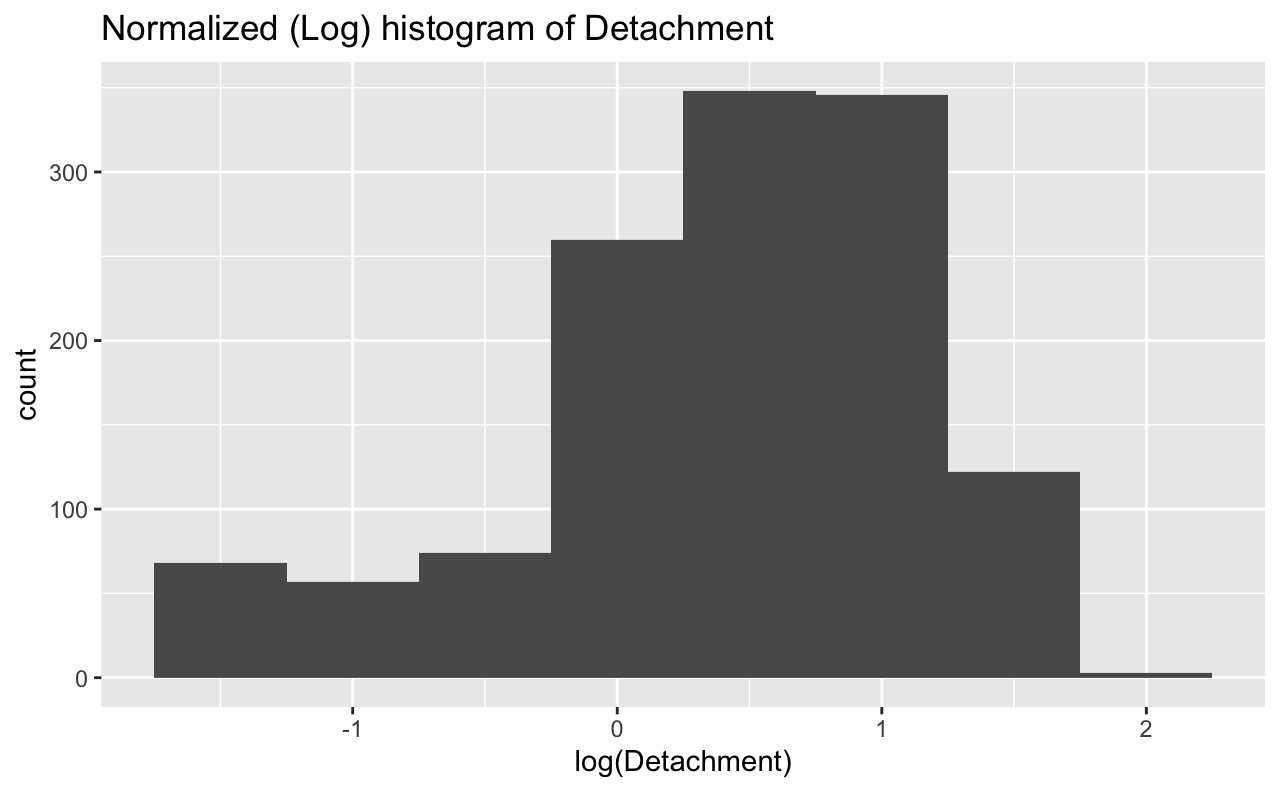 Normalized (Log) histogram of Detachment
300
200
100
0
count
-1 0 1 2
log(Detachment)